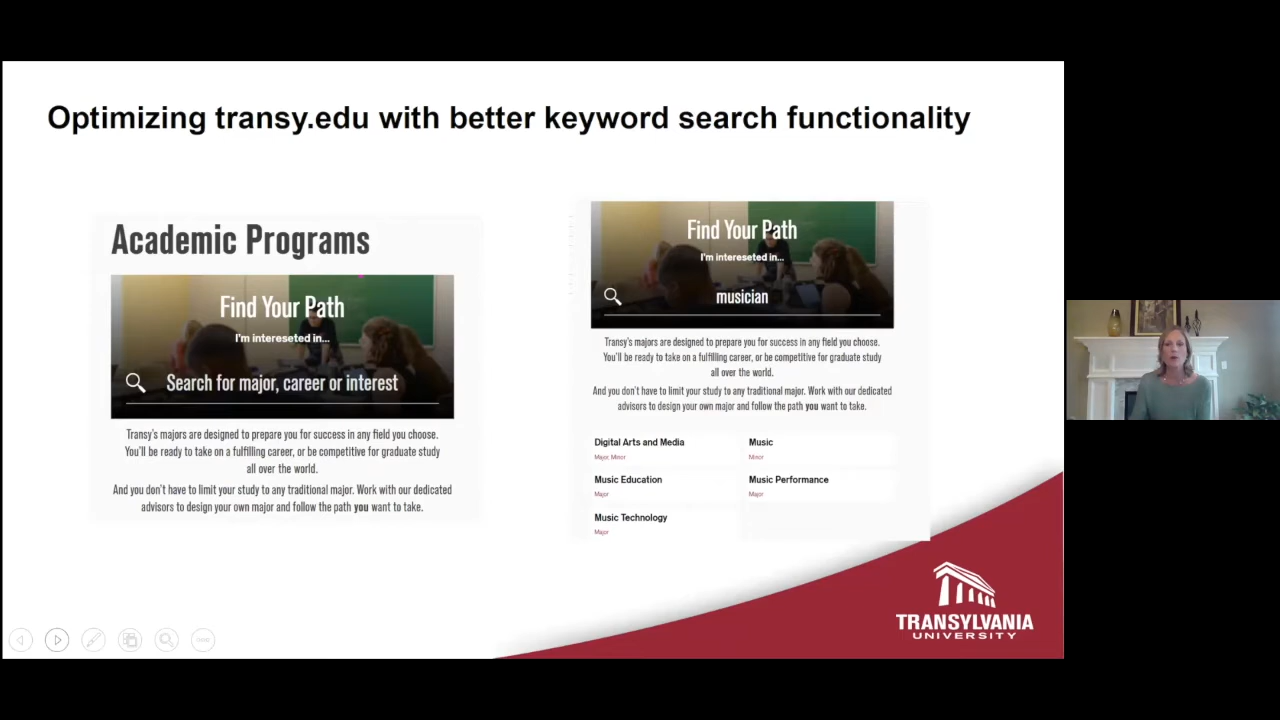 Optimizing transy.edu with better keyword search functionality
Academic Programs
Find Your Path
I'm intereseted in...
Search for major, career or interest
Transy's majors are designed to prepare you for success in any field you choose.
You'll be ready to take on a fulfilling career, or be competitive for graduate study
all over the world.
And you don't have to limit your study to any traditional major. Work with our dedicated
advisors to design your own major and follow the path you want to take.
Find Your Path
I'm intereseted in...
musician
Transy's majors are designed to prepare you for success in any field you choose.
You'll be ready to take on a fulfilling career, or be competitive for graduate study
all over the world.
And you don't have to limit your study to any traditional major. Work with our dedicated
advisors to design your own major and follow the path you want to take.
Digital Arts and Media
Major, Minor
Music
Minor
Music Education
Major
Music Performance
Major
Music Technology
Major
TRANSYLVANIA
UNIVERSITY